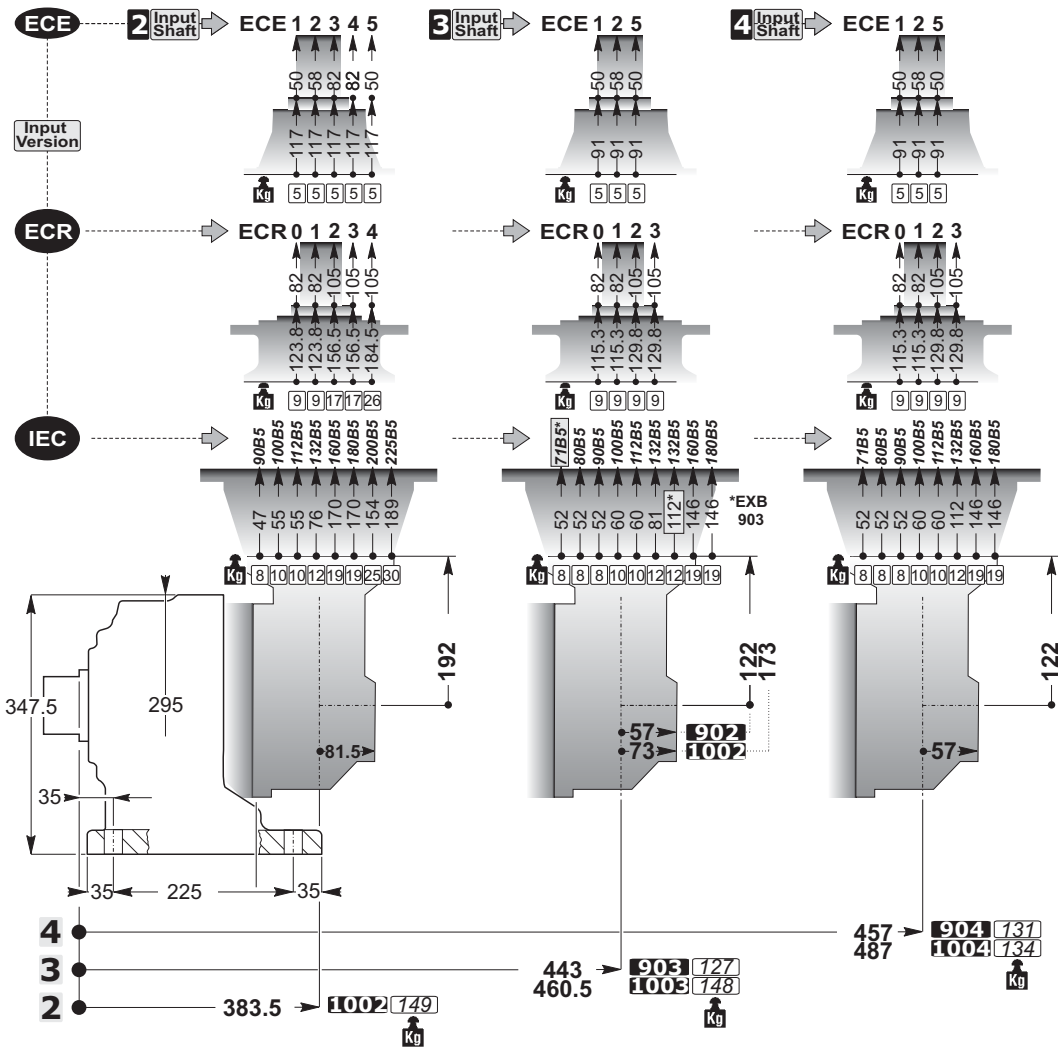 ECE 2 Input Shaft ECE 1 2 3 4 5 3 Input Shaft ECE 1 2 5 4 Input Shaft ECE 1 2 5
50 58 82 82 50 50 58 50 50 58 50
Input Version
117 117 117 117 117 91 91 91 91 91 91
Kg 5 5 5 5 5 Kg 5 5 5 Kg 5 5 5
ECR ECR 0 1 2 3 4 ECR 0 1 2 3 ECR 0 1 2 3
82 82 105 105 105 82 82 105 105 82 82 105 105
123.8 123.8 156.5 156.5 184.5 115.3 115.3 129.8 129.8 115.3 115.3 129.8 129.8
Kg 9 9 17 17 26 Kg 9 9 9 9 Kg 9 9 9 9
IEC 90B5 100B5 112B5 132B5 160B5 180B5 200B5 225B5 71B5* 80B5 90B5 100B5 112B5 132B5 132B5 160B5 180B5 71B5 80B5 90B5 100B5 112B5 132B5 160B5 180B5
47 55 55 76 170 170 154 189 52 52 52 60 60 81 112* 146 146 52 52 52 60 60 112 146 146
*EXB
903
Kg 8 10 10 12 19 19 25 30 Kg 8 8 8 10 10 12 12 19 19 Kg 8 8 8 10 10 12 19 19
192 122 173 122
347.5 295
57 902
81.5 73 1002 57
35
35 225 35
4 457 904 131
487 1004 134
Kg
3 443 903 127
460.5 1003 148
Kg
2 383.5 1002 149
Kg